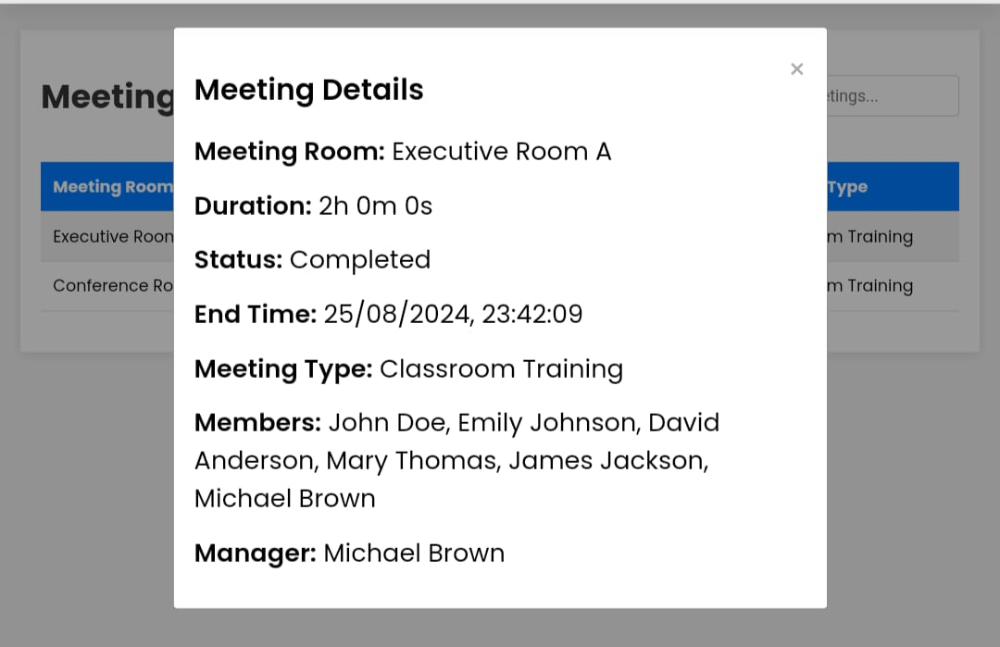 Meeting
×
Meeting Details
tings...
Meeting Room: Executive Room A
Meeting Room
Type
Duration: 2h 0m 0s
Executive Room
m Training
Status: Completed
Conference Ro
m Training
End Time: 25/08/2024, 23:42:09
Meeting Type: Classroom Training
Members: John Doe, Emily Johnson, David
Anderson, Mary Thomas, James Jackson,
Michael Brown
Manager: Michael Brown